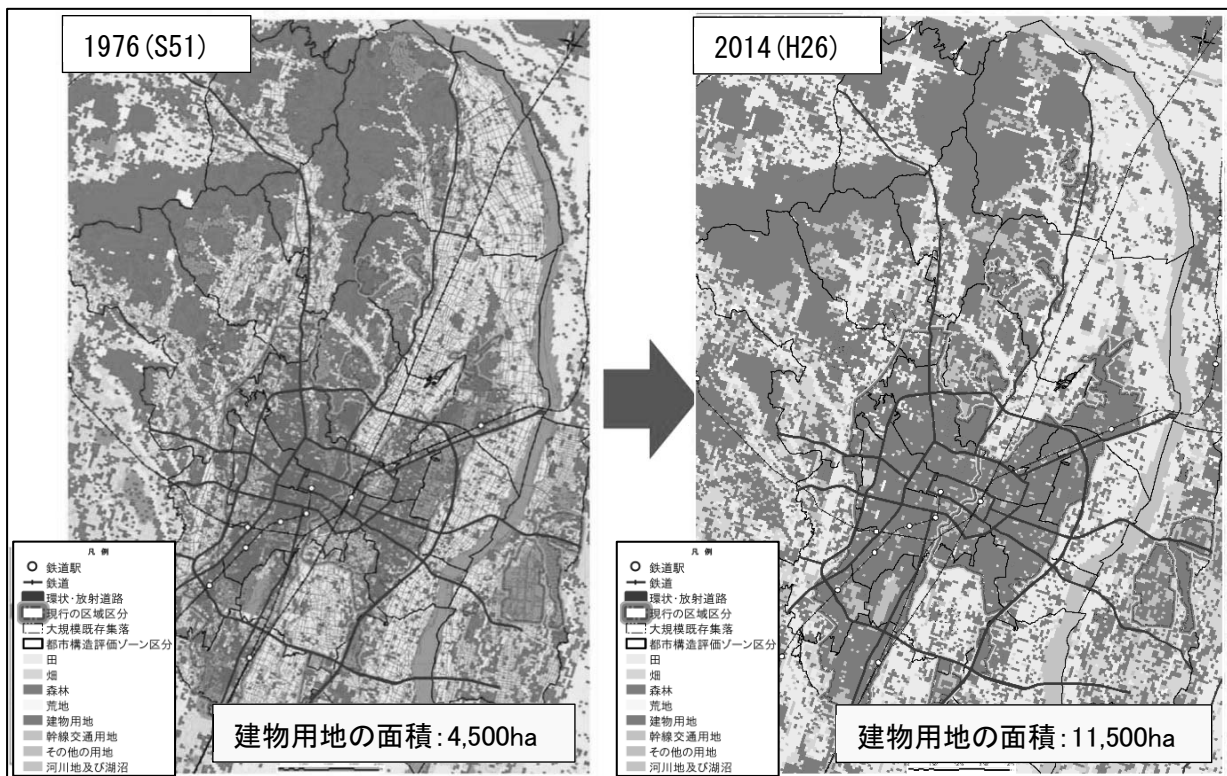 1976(S51)
凡例
鉄道駅
鉄道
環状・放射道路
現行の区域区分
大規模既存集落
都市構造評価ゾーン区分
田
畑
森林
荒地
建物用地
幹線交通用地
その他の用地
河川地及び湖沼
建物用地の面積:4,500ha
2014(H26)
凡例
鉄道駅
鉄道
環状・放射道路
現行の区域区分
大規模既存集落
都市構造評価ゾーン区分
田
畑
森林
荒地
建物用地
幹線交通用地
その他の用地
河川地及び湖沼
建物用地の面積:11,500ha